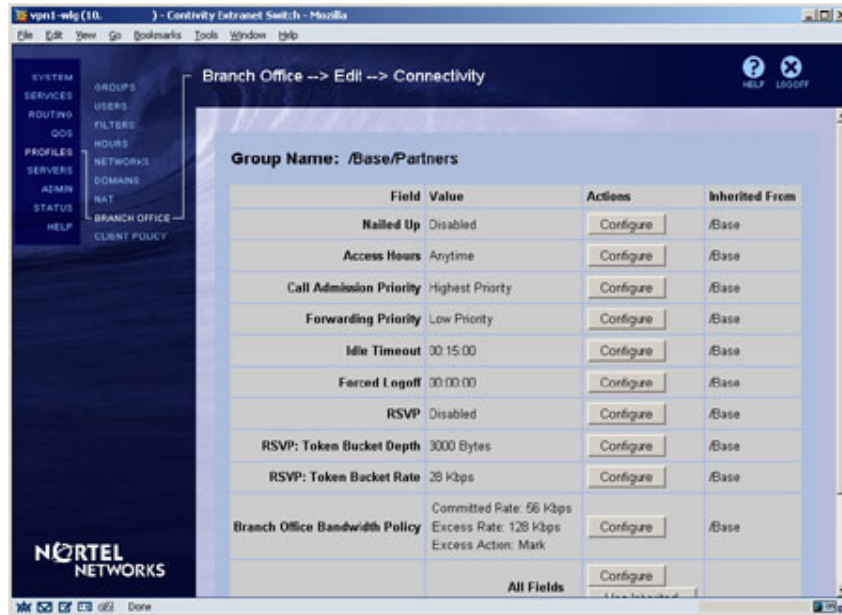 vpn1-wlg (10. ) - Contivity Extranet Switch - Mozilla
File Edit View Go Bookmarks Tools Window Help
SYSTEM
SERVICES
ROUTING
QOS
PROFILES
SERVERS
ADMIN
STATUS
HELP
GROUPS
USERS
FILTERS
HOURS
NETWORKS
DOMAINS
NAT
BRANCH OFFICE
CLIENT POLICY
Branch Office --> Edit --> Connectivity
HELP LOGOFF
Group Name: /Base/Partners
Field Value Actions Inherited From
Nailed Up Disabled Configure /Base
Access Hours Anytime Configure /Base
Call Admission Priority Highest Priority Configure /Base
Forwarding Priority Low Priority Configure /Base
Idle Timeout 00:15:00 Configure /Base
Forced Logoff 00:00:00 Configure /Base
RSVP Disabled Configure /Base
RSVP: Token Bucket Depth 3000 Bytes Configure /Base
RSVP: Token Bucket Rate 28 Kbps Configure /Base
Branch Office Bandwidth Policy Committed Rate: 56 Kbps
Excess Rate: 128 Kbps
Excess Action: Mark Configure /Base
All Fields Configure
Use Inherited
NORTEL
NETWORKS
Done